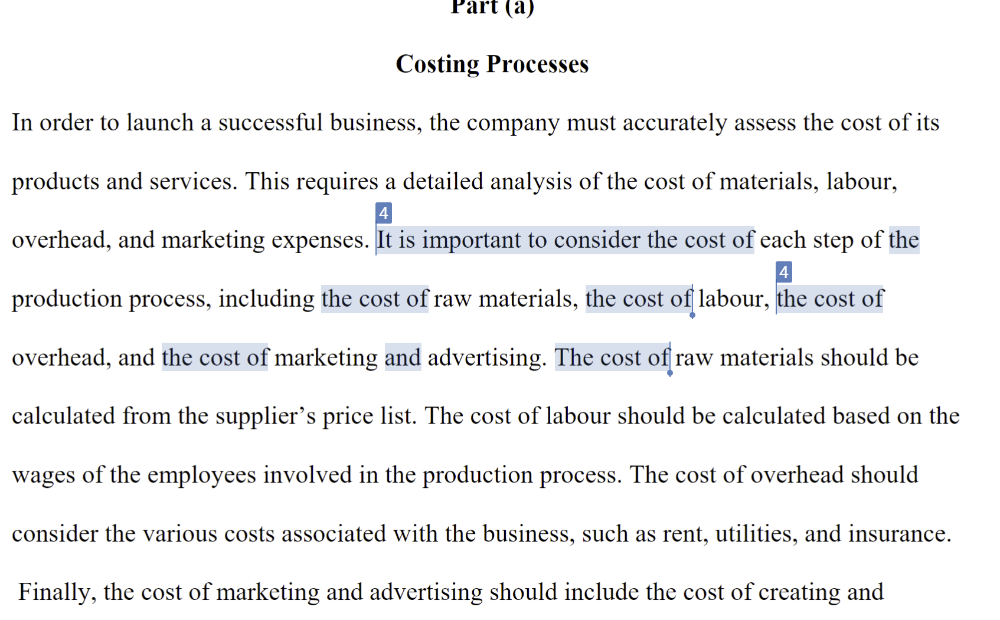 Part (a)
Costing Processes
In order to launch a successful business, the company must accurately assess the cost of its
products and services. This requires a detailed analysis of the cost of materials, labour,
4
overhead, and marketing expenses. It is important to consider the cost of each step of the
4
production process, including the cost of raw materials, the cost of labour, the cost of
overhead, and the cost of marketing and advertising. The cost of raw materials should be
calculated from the supplier’s price list. The cost of labour should be calculated based on the
wages of the employees involved in the production process. The cost of overhead should
consider the various costs associated with the business, such as rent, utilities, and insurance.
Finally, the cost of marketing and advertising should include the cost of creating and